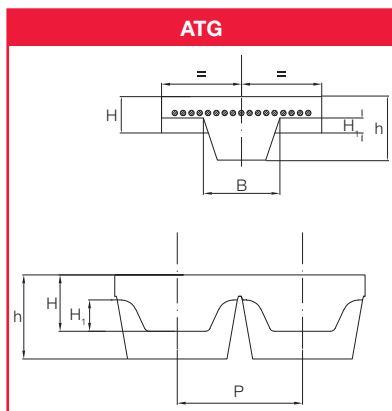 ATG
= =
H H₁ h
B
h H H₁
P